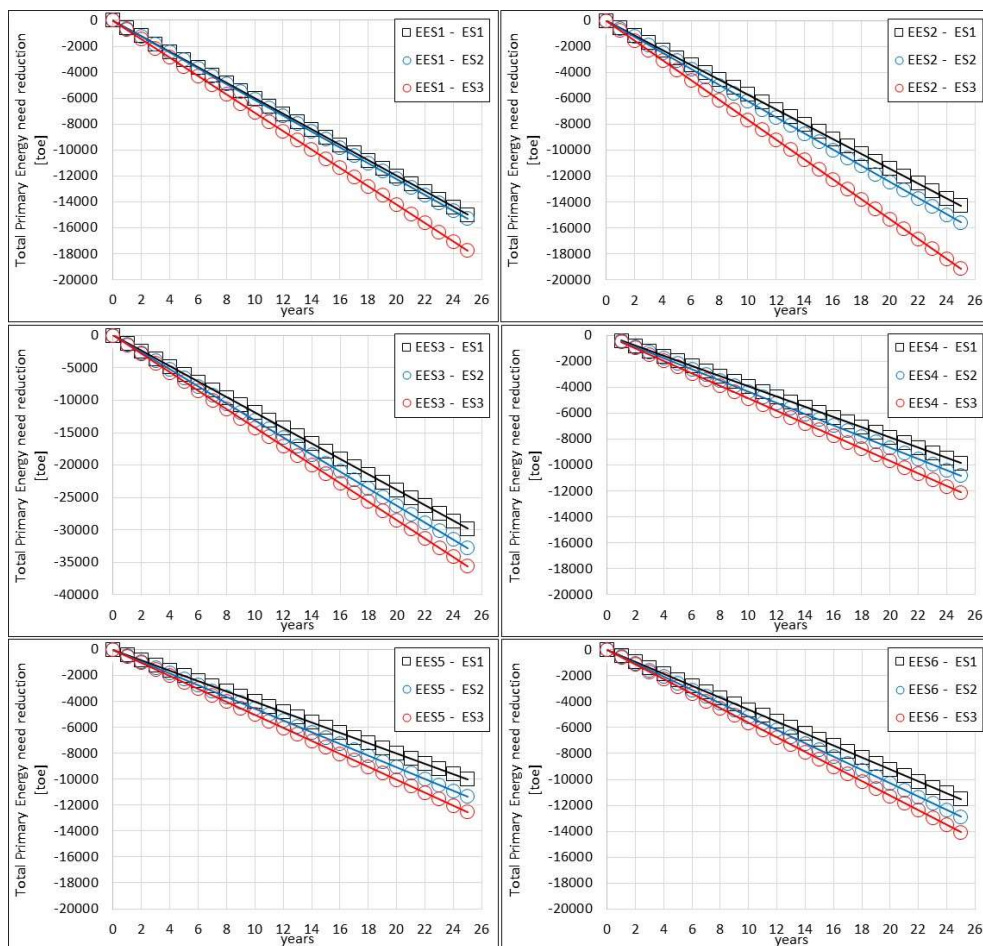 Total Primary Energy need reduction
[toe]
0
-2000
-4000
-6000
-8000
-10000
-12000
-14000
-16000
-18000
-20000
EES1 - ES1
EES1 - ES2
EES1 - ES3
0 2 4 6 8 10 12 14 16 18 20 22 24 26
years
Total Primary Energy need reduction
[toe]
0
-2000
-4000
-6000
-8000
-10000
-12000
-14000
-16000
-18000
-20000
EES2 - ES1
EES2 - ES2
EES2 - ES3
0 2 4 6 8 10 12 14 16 18 20 22 24 26
years
Total Primary Energy need reduction
[toe]
0
-5000
-10000
-15000
-20000
-25000
-30000
-35000
-40000
EES3 - ES1
EES3 - ES2
EES3 - ES3
0 2 4 6 8 10 12 14 16 18 20 22 24 26
years
Total Primary Energy need reduction
[toe]
0
-2000
-4000
-6000
-8000
-10000
-12000
-14000
-16000
-18000
-20000
EES4 - ES1
EES4 - ES2
EES4 - ES3
0 2 4 6 8 10 12 14 16 18 20 22 24 26
years
Total Primary Energy need reduction
[toe]
0
-2000
-4000
-6000
-8000
-10000
-12000
-14000
-16000
-18000
-20000
EES5 - ES1
EES5 - ES2
EES5 - ES3
0 2 4 6 8 10 12 14 16 18 20 22 24 26
years
Total Primary Energy need reduction
[toe]
0
-2000
-4000
-6000
-8000
-10000
-12000
-14000
-16000
-18000
-20000
EES6 - ES1
EES6 - ES2
EES6 - ES3
0 2 4 6 8 10 12 14 16 18 20 22 24 26
years